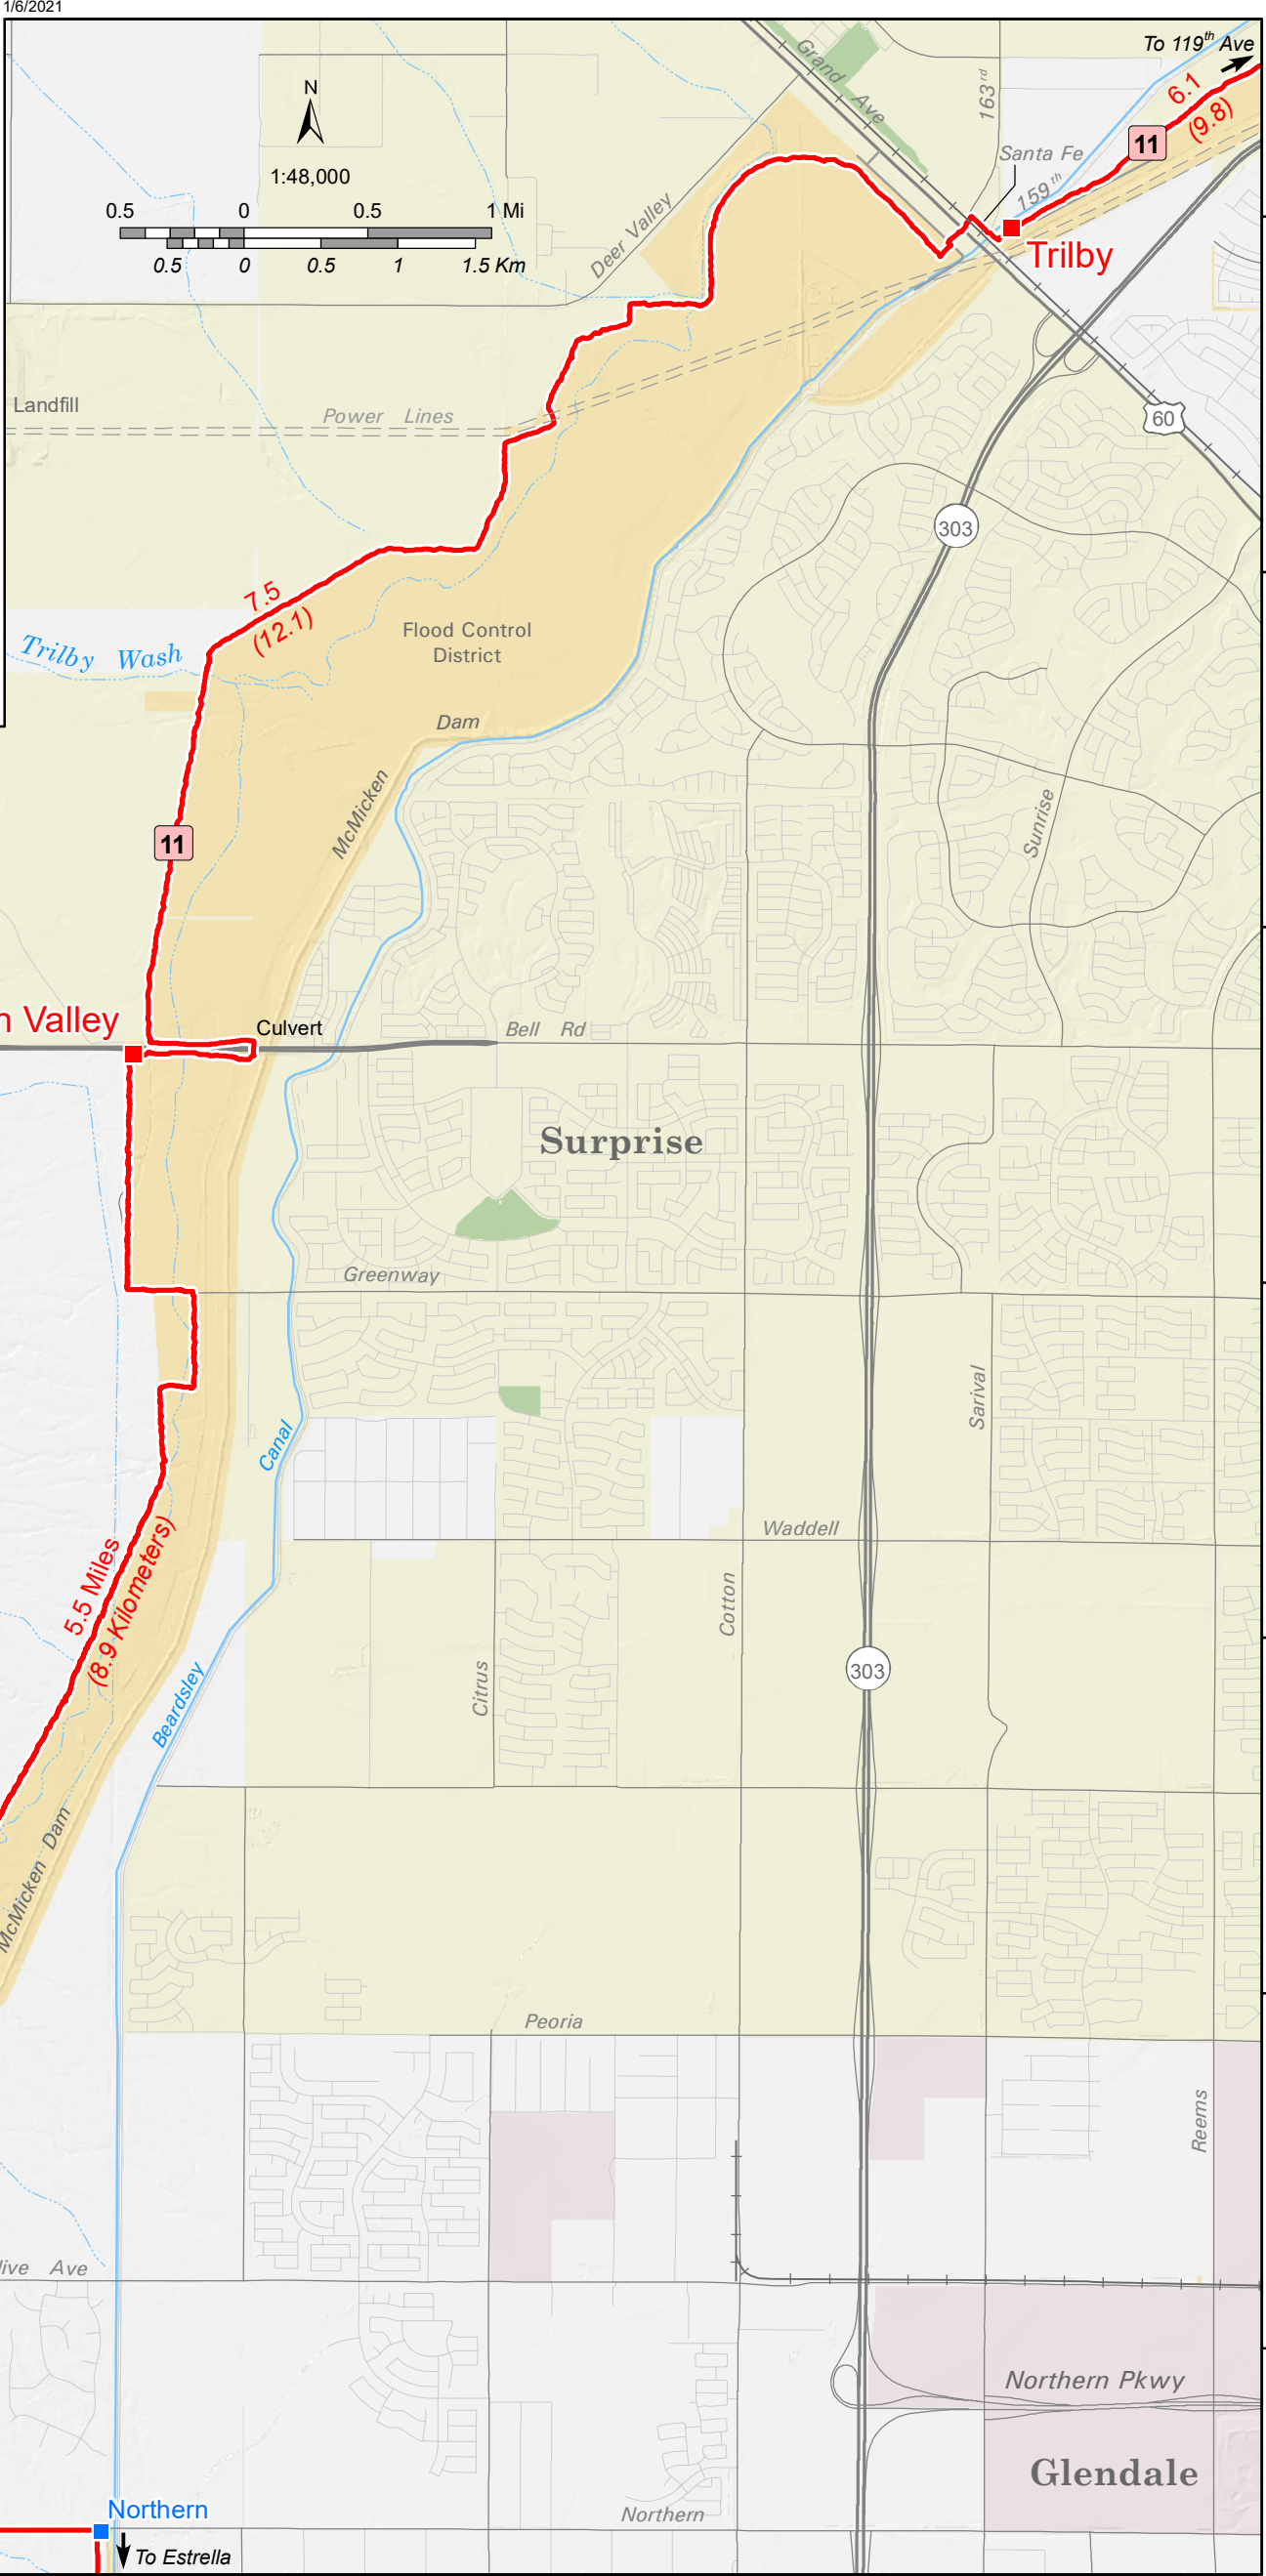 1/6/2021
To 119th Ave
Grand Ave
163rd
6.1
(9.8)
11
N
1:48,000
0.5 0 0.5 1 Mi
0.5 0 0.5 1 1.5 Km
Santa Fe
159th
Deer Valley
Trilby
Landfill
Power Lines
60
303
7.5
(12.1)
Trilby Wash
Flood Control
District
Dam
McMicken
Sunrise
11
n Valley
Culvert
Bell Rd
Surprise
Greenway
Sarival
Canal
Waddell
5.5 Miles
(8.9 Kilometers)
Cotton
Citrus
303
Beardsley
McMicken Dam
Peoria
Reems
live Ave
Northern Pkwy
Glendale
Northern
Northern
To Estrella